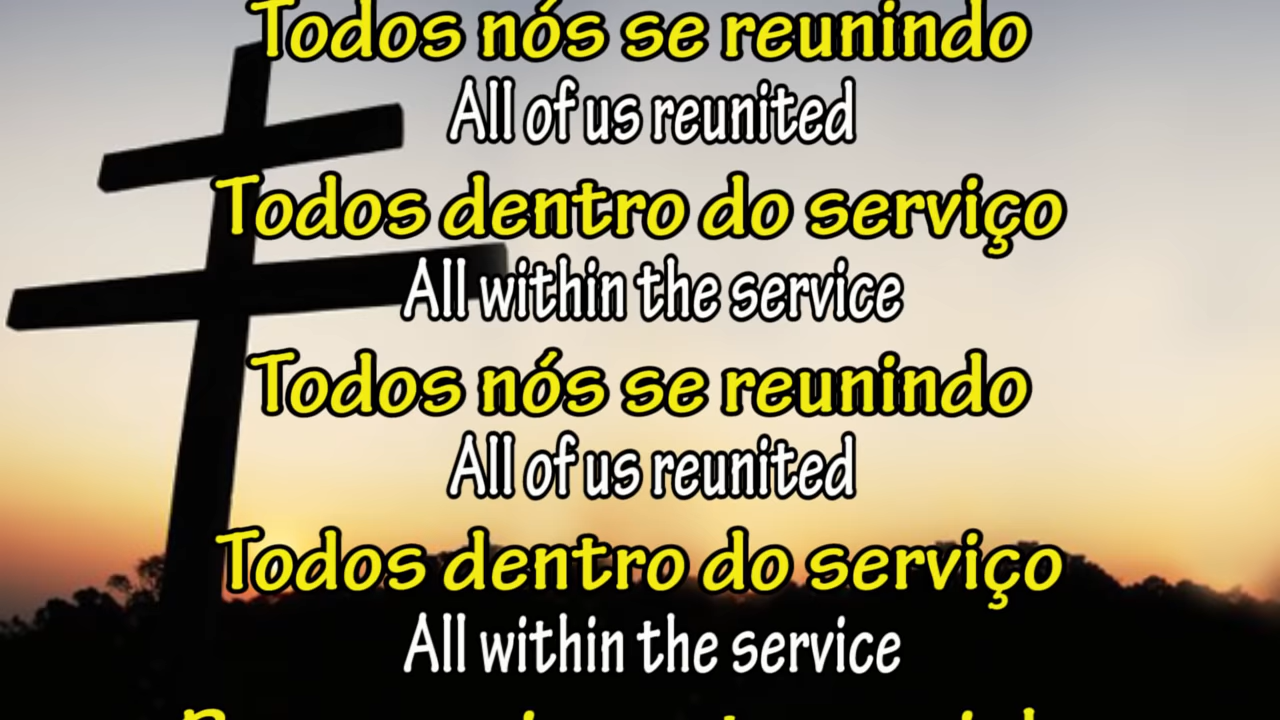 Todos nós se reunindo
All of us reunited
Todos dentro do serviço
All within the service
Todos nós se reunindo
All of us reunited
Todos dentro do serviço
All within the service